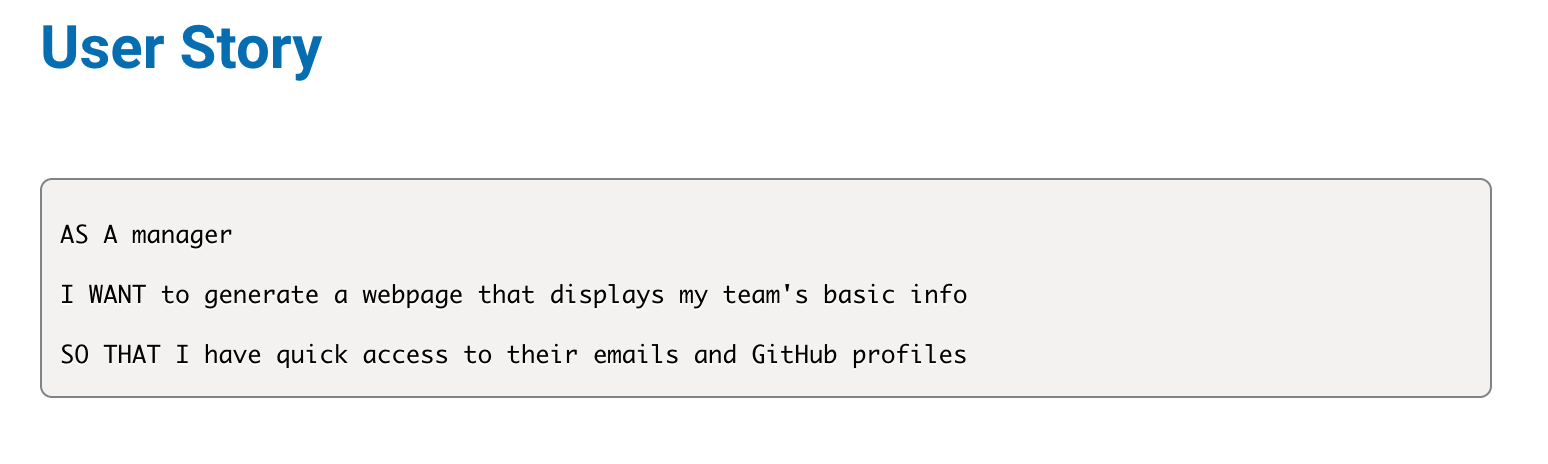 User Story
AS A manager
I WANT to generate a webpage that displays my team's basic info
SO THAT I have quick access to their emails and GitHub profiles